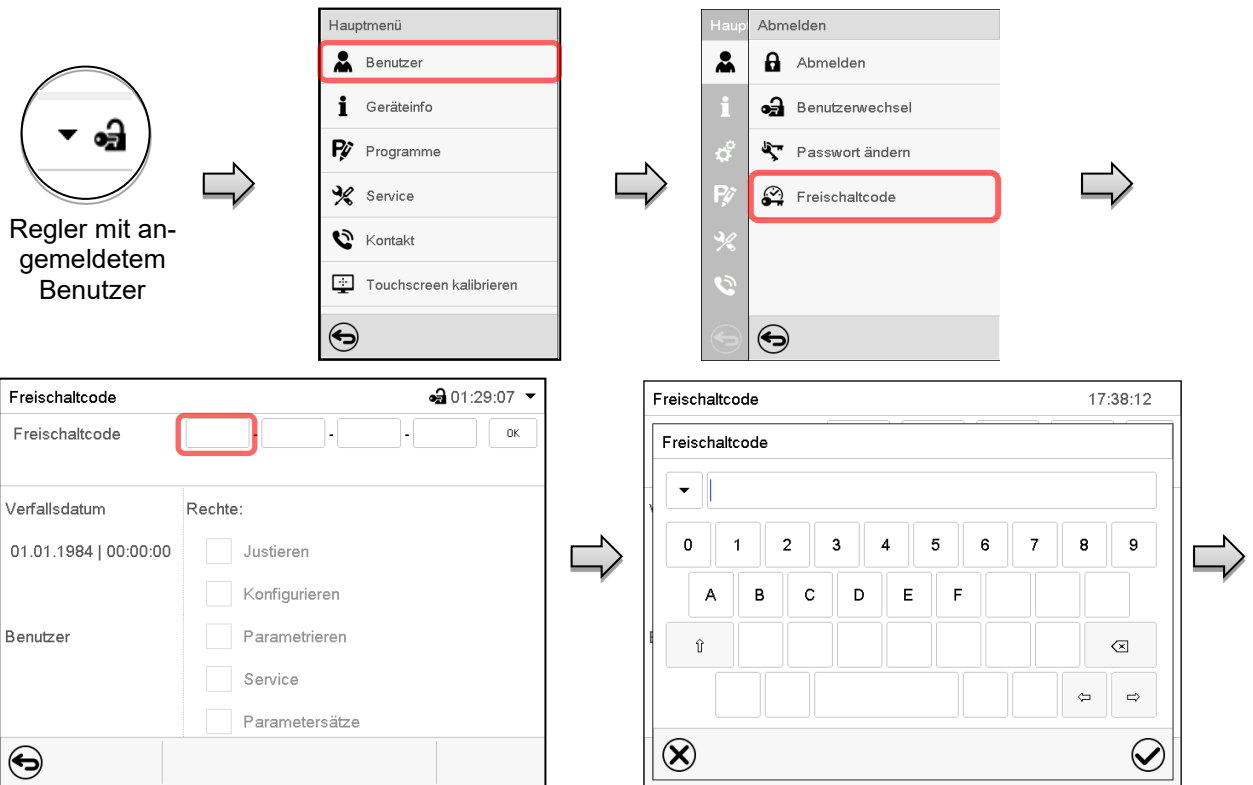 Regler mit an-
gemeldetem
Benutzer
Hauptmenü
Benutzer
Geräteinfo
Programme
Service
Kontakt
Touchscreen kalibrieren
Haup
Abmelden
Abmelden
Benutzerwechsel
Passwort ändern
Freischaltcode
Freischaltcode 01:29:07
Freischaltcode - - - OK
Verfallsdatum Rechte:
01.01.1984 | 00:00:00 Justieren
Konfigurieren
Benutzer Parametrieren
Service
Parametersätze
Freischaltcode 17:38:12
Freischaltcode
0 1 2 3 4 5 6 7 8 9
A B C D E F